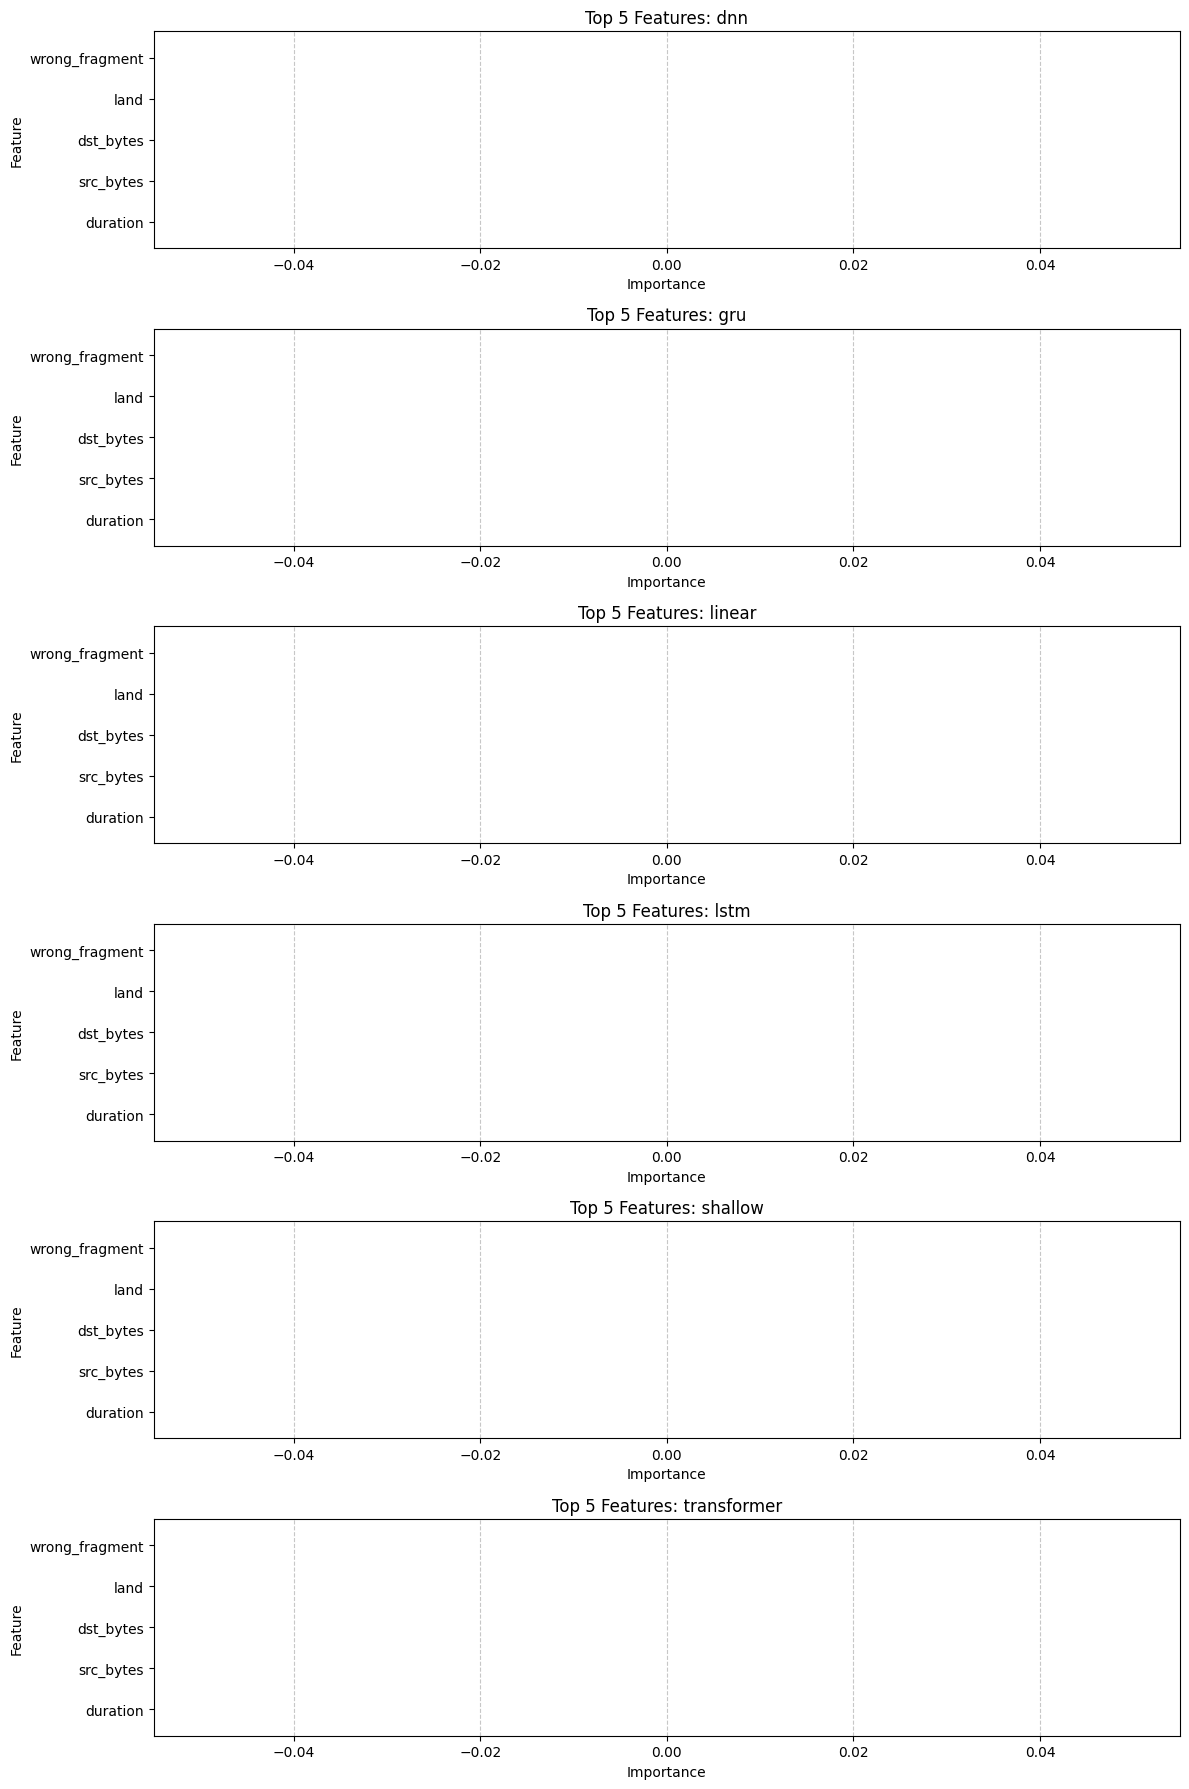 Top 5 Features: dnn
Feature
wrong_fragment
land
dst_bytes
src_bytes
duration
−0.04 −0.02 0.00 0.02 0.04
Importance
Top 5 Features: gru
Feature
wrong_fragment
land
dst_bytes
src_bytes
duration
−0.04 −0.02 0.00 0.02 0.04
Importance
Top 5 Features: linear
Feature
wrong_fragment
land
dst_bytes
src_bytes
duration
−0.04 −0.02 0.00 0.02 0.04
Importance
Top 5 Features: lstm
Feature
wrong_fragment
land
dst_bytes
src_bytes
duration
−0.04 −0.02 0.00 0.02 0.04
Importance
Top 5 Features: shallow
Feature
wrong_fragment
land
dst_bytes
src_bytes
duration
−0.04 −0.02 0.00 0.02 0.04
Importance
Top 5 Features: transformer
Feature
wrong_fragment
land
dst_bytes
src_bytes
duration
−0.04 −0.02 0.00 0.02 0.04
Importance